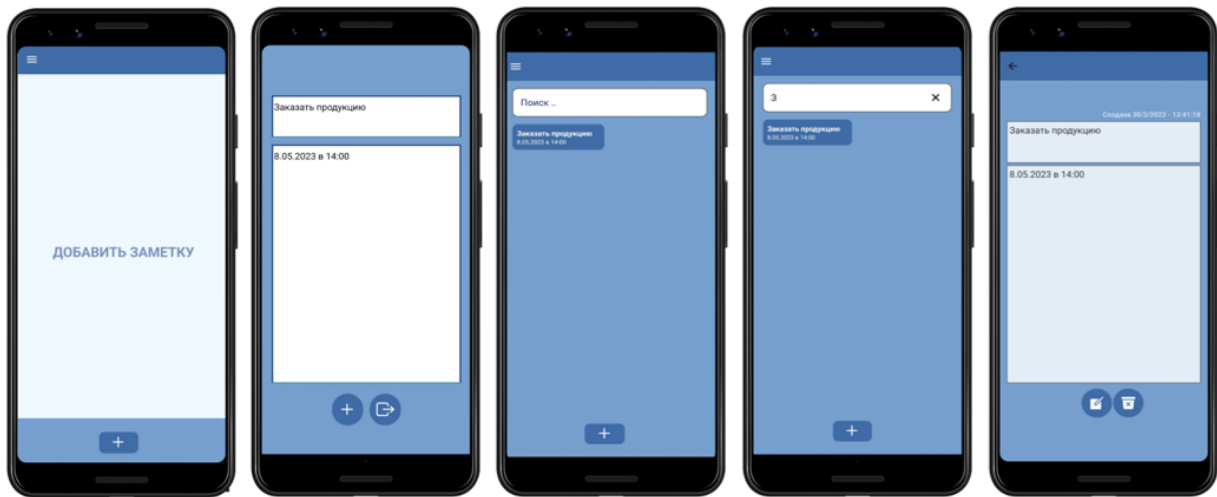 ДОБАВИТЬ ЗАМЕТКУ
Заказать продукцию
8.05.2023 в 14:00
Поиск ..
Заказать продукцию
8.05.2023 в 14:00
З
Заказать продукцию
8.05.2023 в 14:00
Создана 30/3/2023 - 13:41:18
Заказать продукцию
8.05.2023 в 14:00